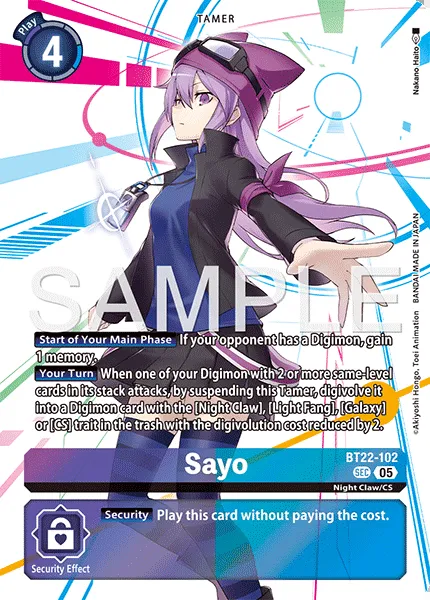 TAMER
Play
4
Nakano Haito
SAMPLE
Start of Your Main Phase If your opponent has a Digimon, gain
1 memory.
Your Turn When one of your Digimon with 2 or more same-level
cards in its stack attacks, by suspending this Tamer, digivolve it
into a Digimon card with the [Night Claw], [Light Fang], [Galaxy]
or [CS] trait in the trash with the digivolution cost reduced by 2.
©Akiyoshi Hongo, Toei Animation BANDAI MADE IN JAPAN
Sayo
BT22-102
SEC 05
Night Claw/CS
Security Play this card without paying the cost.
Security Effect